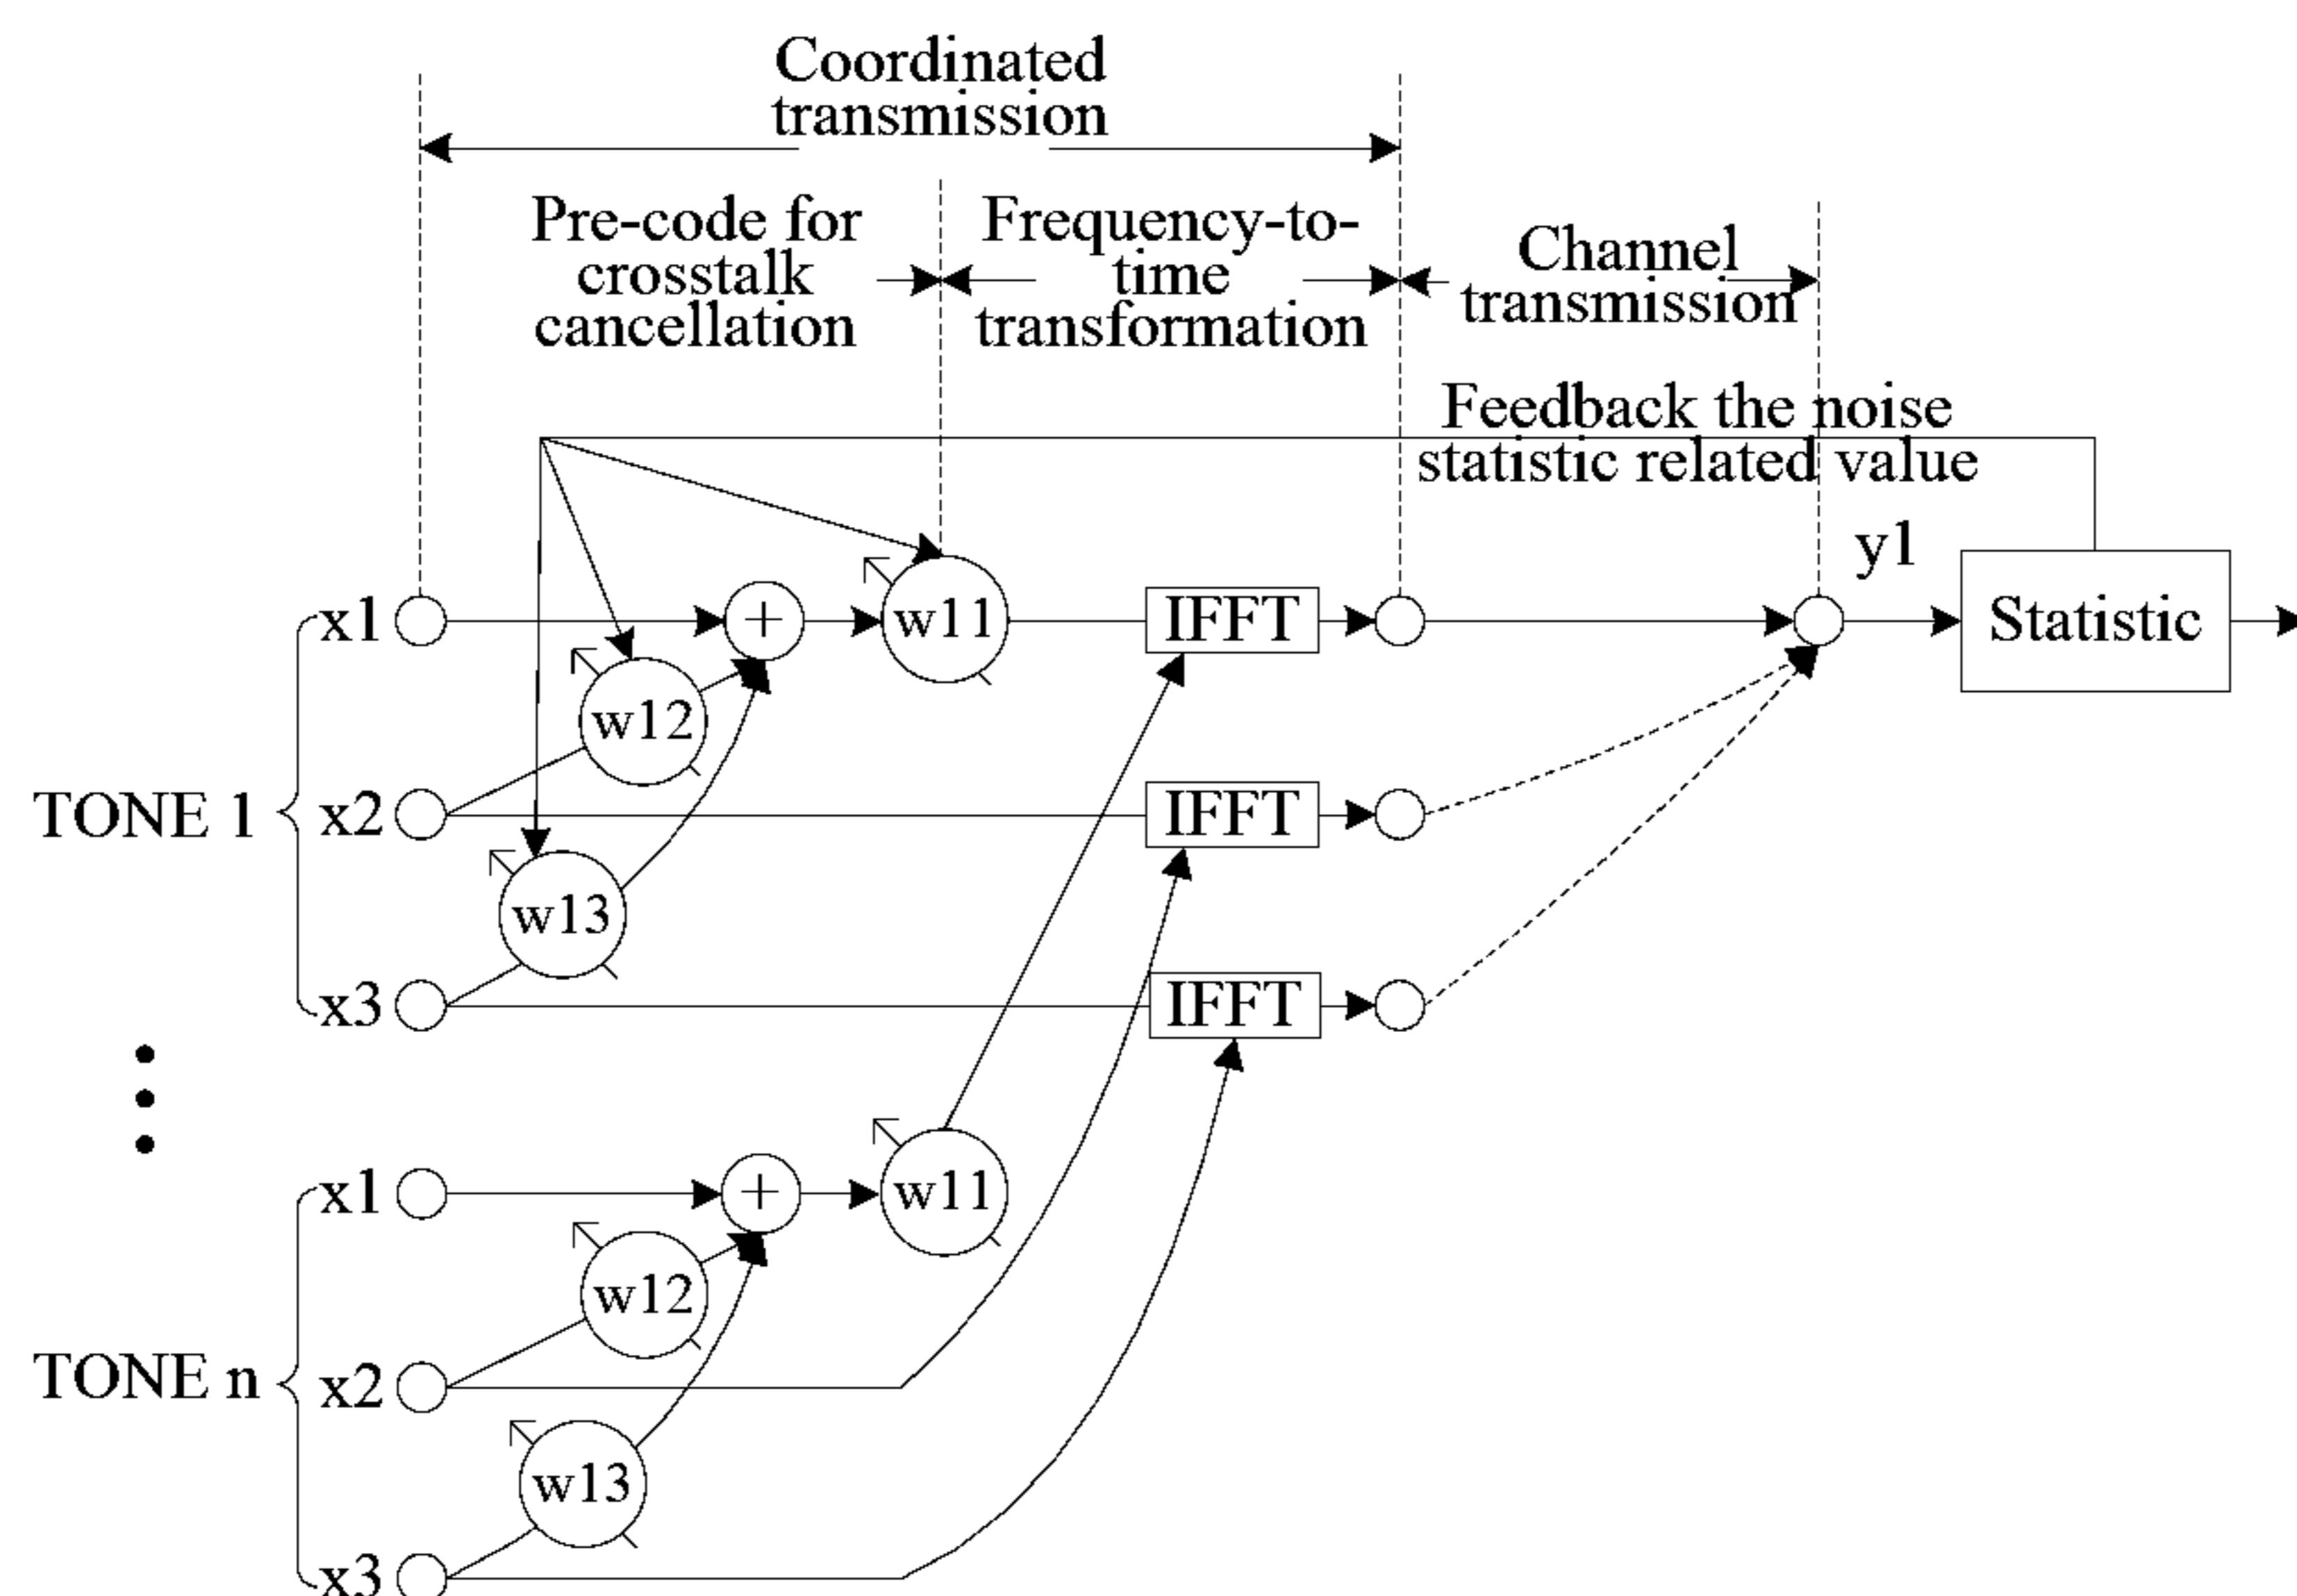 Coordinated
transmission
Pre-code for
crosstalk
cancellation
Frequency-to-
time
transformation
Channel
transmission
Feedback the noise
statistic related value
y1
x1
+
w11
IFFT
Statistic
w12
TONE 1
x2
IFFT
w13
x3
IFFT
x1
+
w11
w12
TONE n
x2
w13
x3